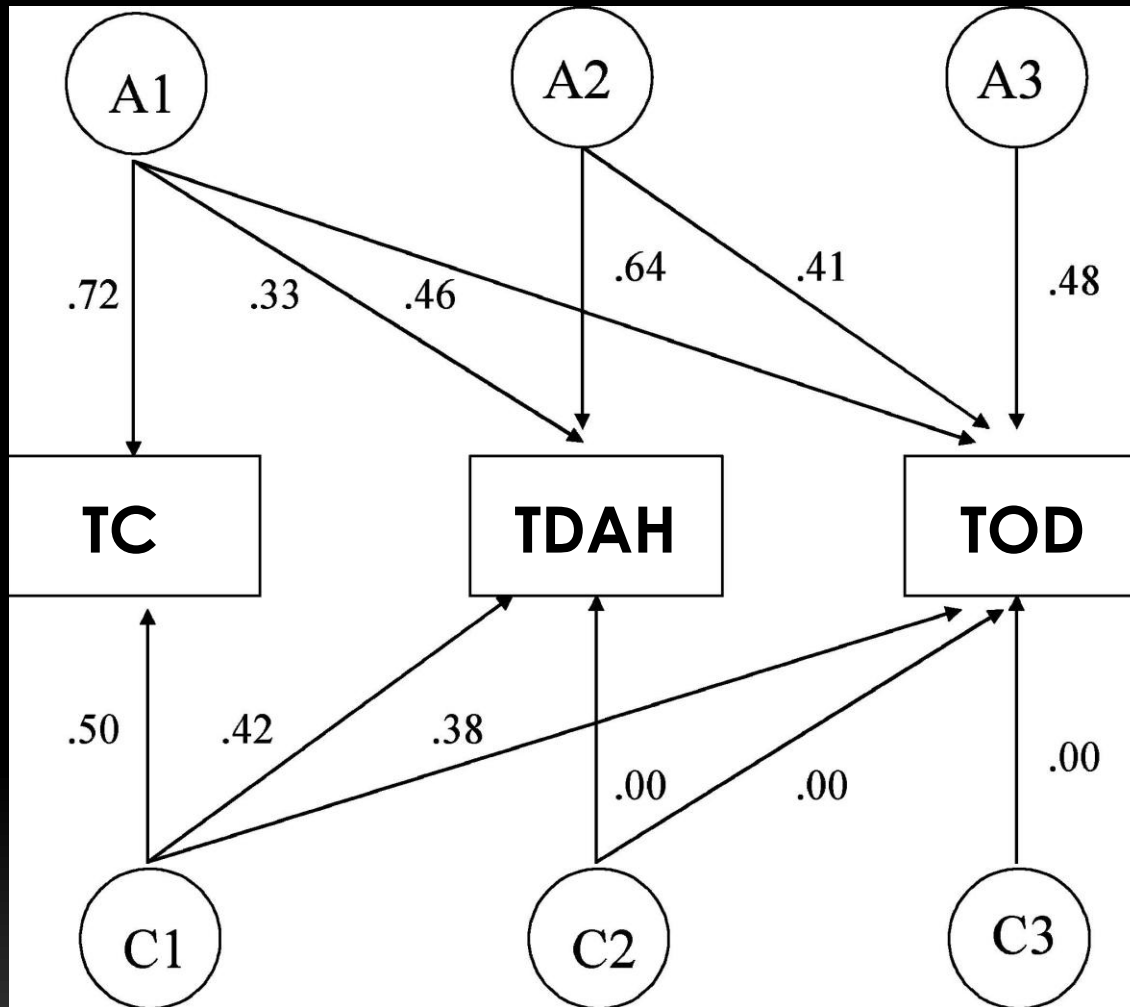 A1
A2
A3
.72
.33
.46
.64
.41
.48
TC
TDAH
TOD
.50
.42
.38
.00
.00
.00
C1
C2
C3